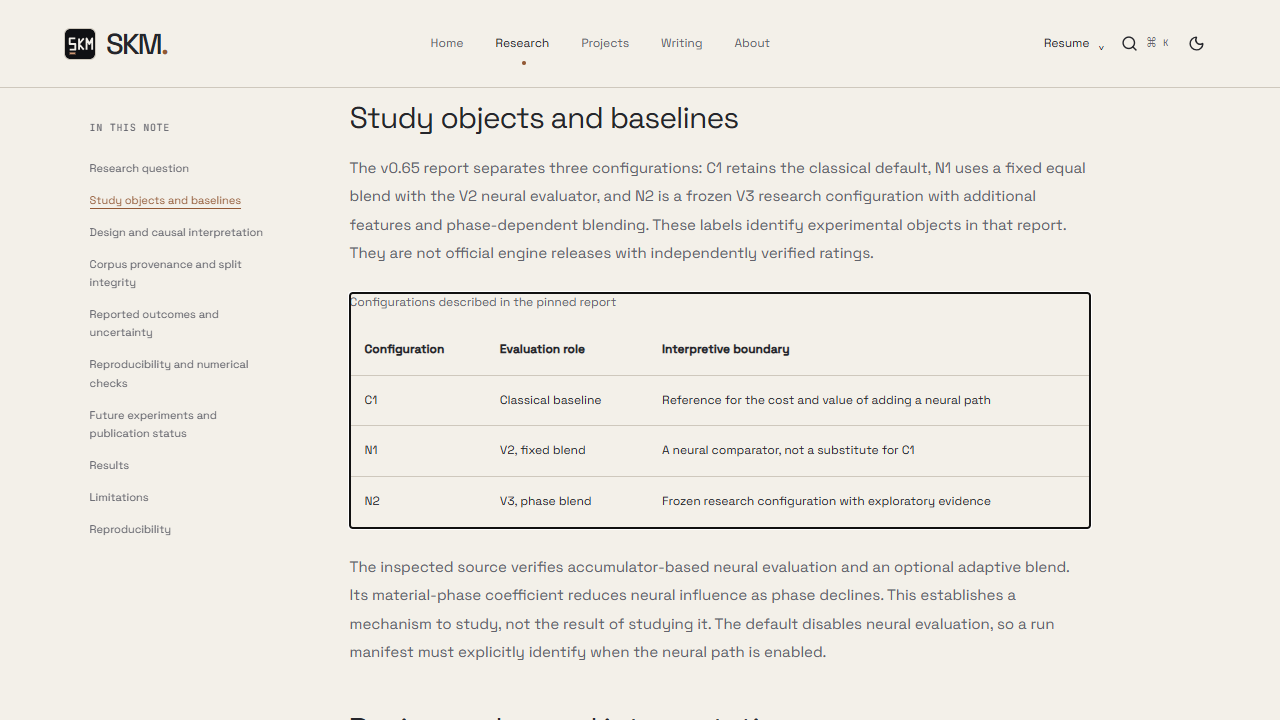 SKM SKM.
Home Research Projects Writing About
Resume ⌘ K
IN THIS NOTE
Research question
Study objects and baselines
Design and causal interpretation
Corpus provenance and split
integrity
Reported outcomes and
uncertainty
Reproducibility and numerical
checks
Future experiments and
publication status
Results
Limitations
Reproducibility
Study objects and baselines
The v0.65 report separates three configurations: C1 retains the classical default, N1 uses a fixed equal
blend with the V2 neural evaluator, and N2 is a frozen V3 research configuration with additional
features and phase-dependent blending. These labels identify experimental objects in that report.
They are not official engine releases with independently verified ratings.
Configurations described in the pinned report
Configuration Evaluation role Interpretive boundary
C1 Classical baseline Reference for the cost and value of adding a neural path
N1 V2, fixed blend A neural comparator, not a substitute for C1
N2 V3, phase blend Frozen research configuration with exploratory evidence
The inspected source verifies accumulator-based neural evaluation and an optional adaptive blend.
Its material-phase coefficient reduces neural influence as phase declines. This establishes a
mechanism to study, not the result of studying it. The default disables neural evaluation, so a run
manifest must explicitly identify when the neural path is enabled.